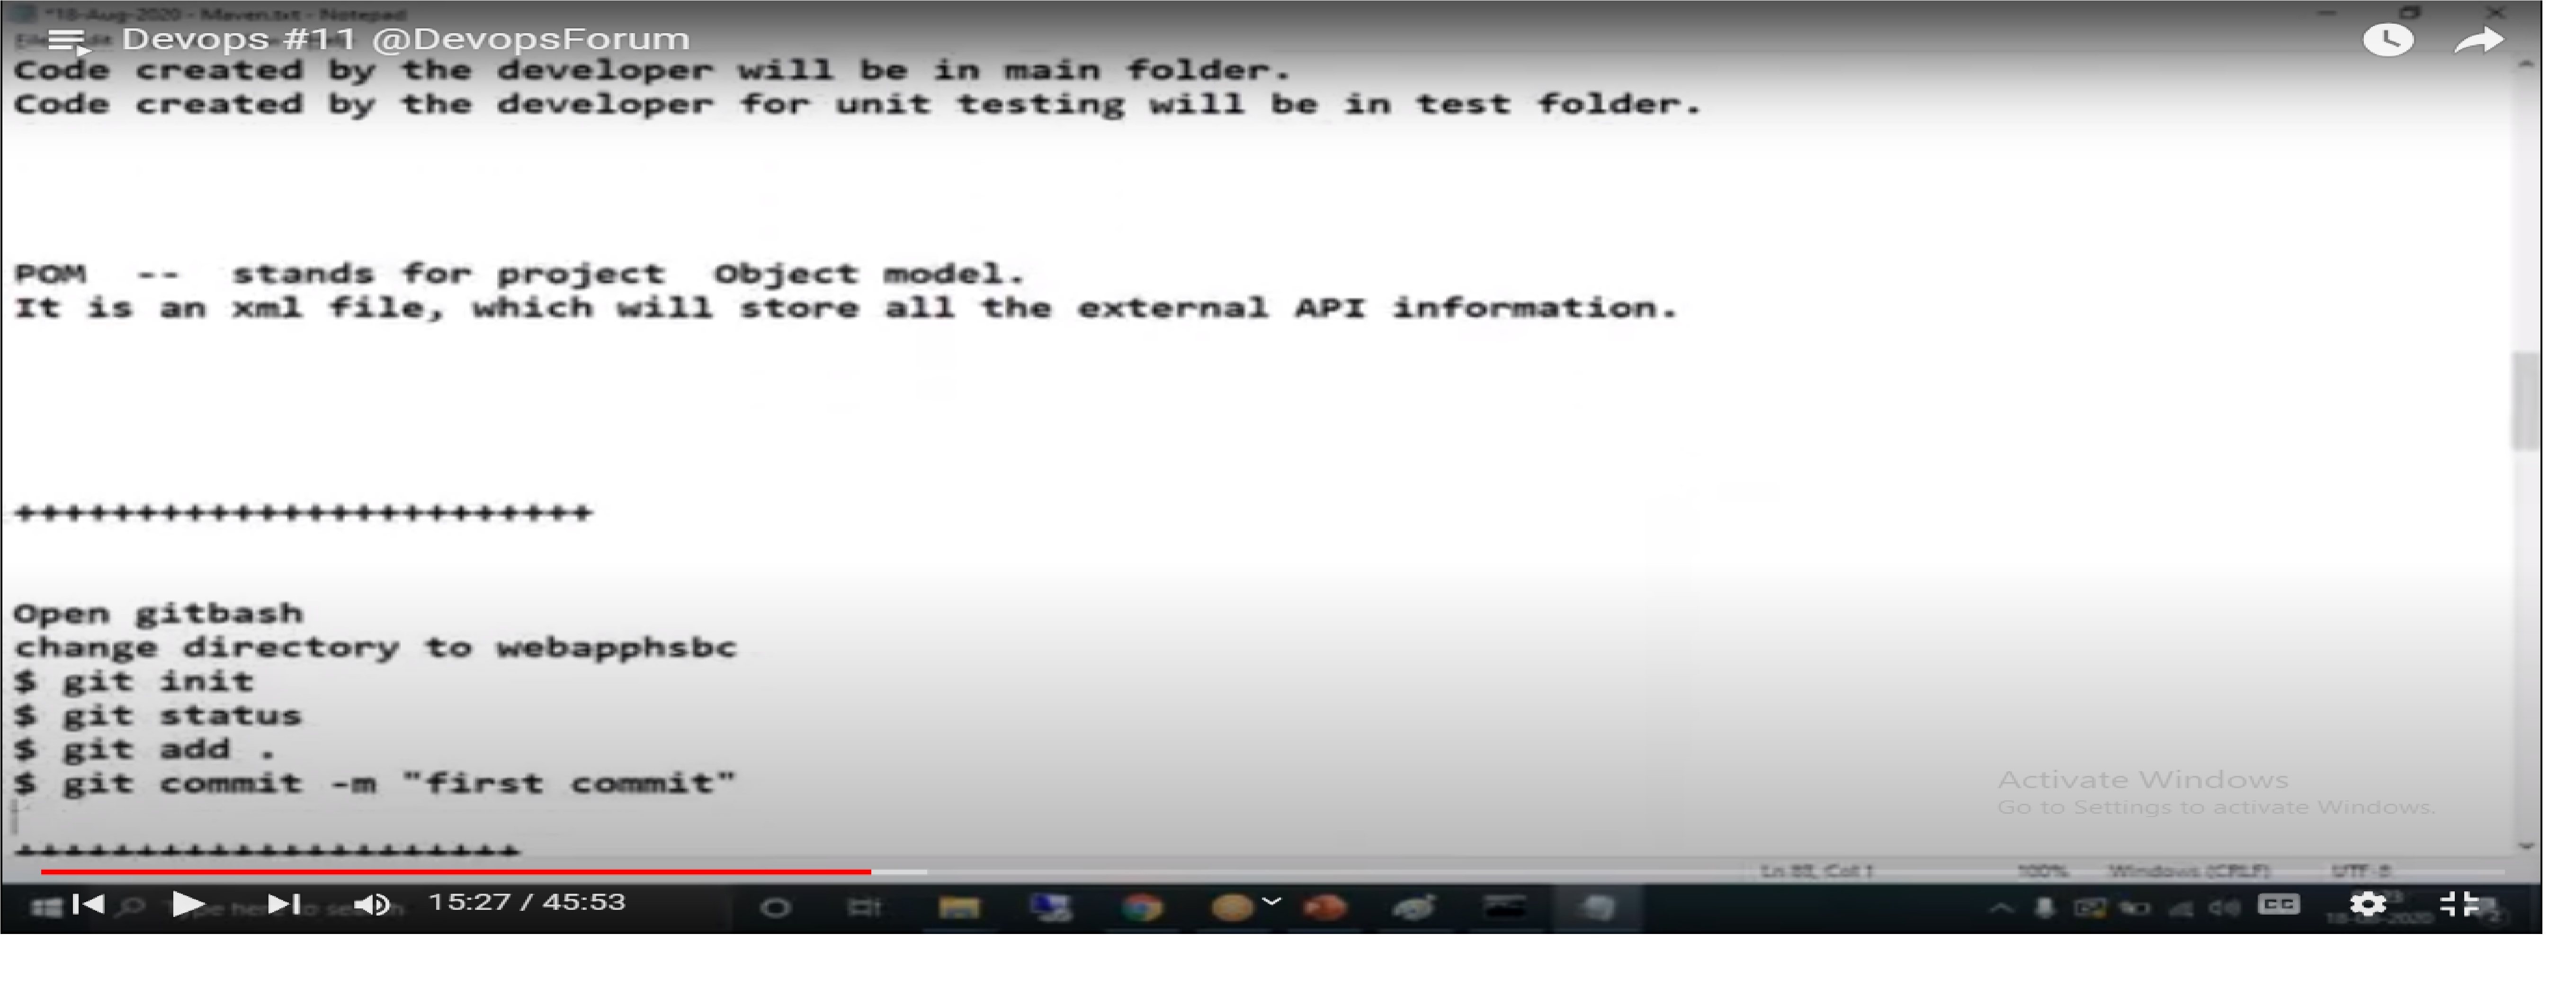 *18-Aug-2020 - Maven.txt - Notepad
Devops #11 @DevopsForum
Code created by the developer will be in main folder.
Code created by the developer for unit testing will be in test folder.
POM -- stands for project Object model.
It is an xml file, which will store all the external API information.
++++++++++++++++++++++++
Open gitbash
change directory to webapphsbc
$ git init
$ git status
$ git add .
$ git commit -m "first commit"
Activate Windows
Go to Settings to activate Windows.
+++++++++++++++++++++
Col 1 100% Windows (CRLF) UTF-8
15:27 / 45:53
CC